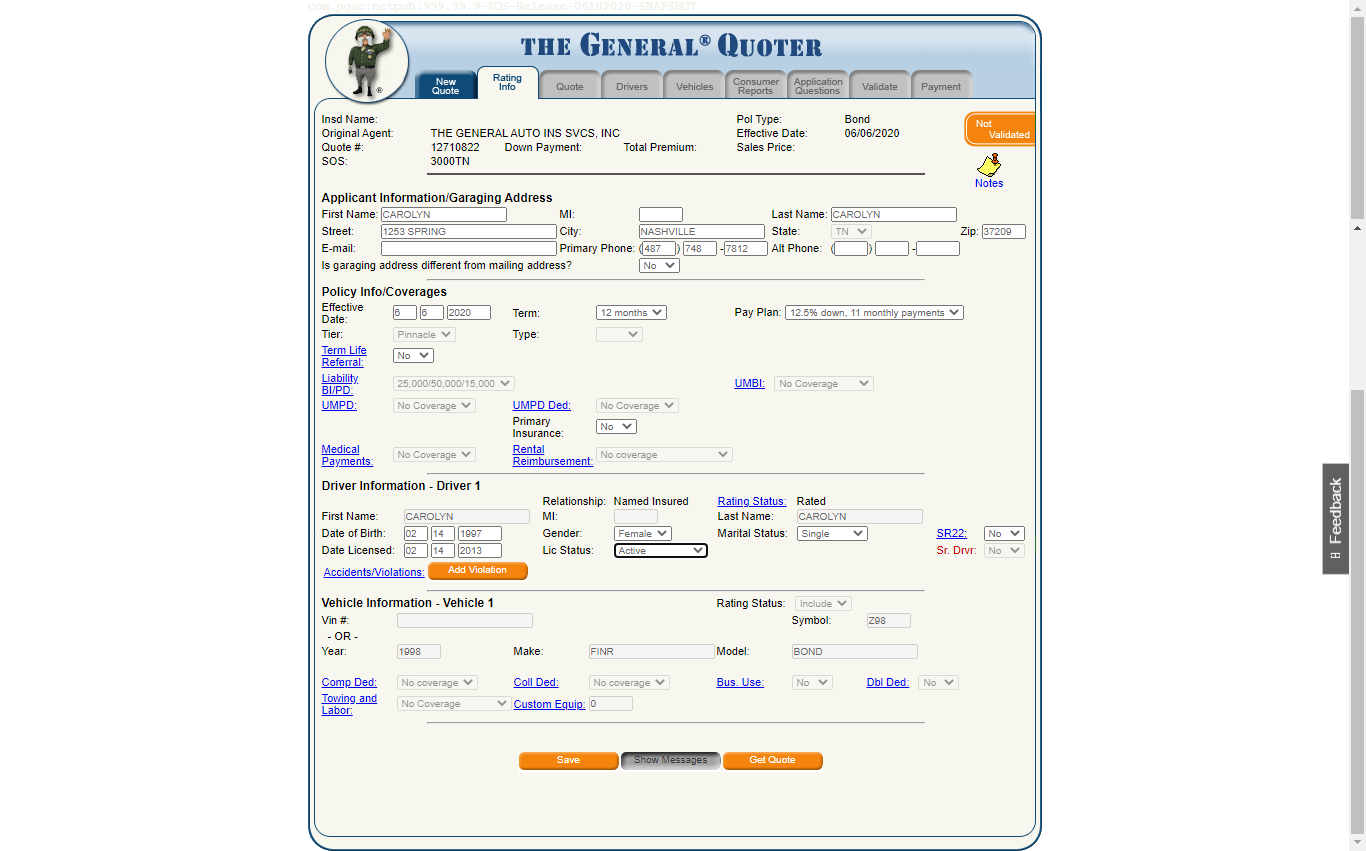 com.pgac:netpub:999.99.9-POS-Release-06102020-SNAPSHOT
THE GENERAL® QUOTER
®
New Quote
Rating Info
Quote
Drivers
Vehicles
Consumer Reports
Application Questions
Validate
Payment
Insd Name: Pol Type: Bond
Original Agent: THE GENERAL AUTO INS SVCS, INC Effective Date: 06/06/2020
Quote #: 12710822 Down Payment: Total Premium: Sales Price:
SOS: 3000TN
Not Validated
Notes
Applicant Information/Garaging Address
First Name: CAROLYN MI: Last Name: CAROLYN
Street: 1253 SPRING City: NASHVILLE State: TN Zip: 37209
E-mail: Primary Phone: (487) 748 -7812 Alt Phone: ( ) -
Is garaging address different from mailing address? No
Policy Info/Coverages
Effective Date: 6 6 2020 Term: 12 months Pay Plan: 12.5% down, 11 monthly payments
Tier: Pinnacle Type:
Term Life Referral: No
Liability BI/PD: 25,000/50,000/15,000 UMBI: No Coverage
UMPD: No Coverage UMPD Ded: No Coverage
Primary Insurance: No
Medical Payments: No Coverage Rental Reimbursement: No coverage
Driver Information - Driver 1
Relationship: Named Insured Rating Status: Rated
First Name: CAROLYN MI: Last Name: CAROLYN
Date of Birth: 02 14 1997 Gender: Female Marital Status: Single SR22: No
Date Licensed: 02 14 2013 Lic Status: Active Sr. Drvr: No
Accidents/Violations: Add Violation
Vehicle Information - Vehicle 1 Rating Status: Include
Vin #: Symbol: Z98
- OR -
Year: 1998 Make: FINR Model: BOND
Comp Ded: No coverage Coll Ded: No coverage Bus. Use: No Dbl Ded: No
Towing and Labor: No Coverage Custom Equip: 0
Save Show Messages Get Quote
Feedback